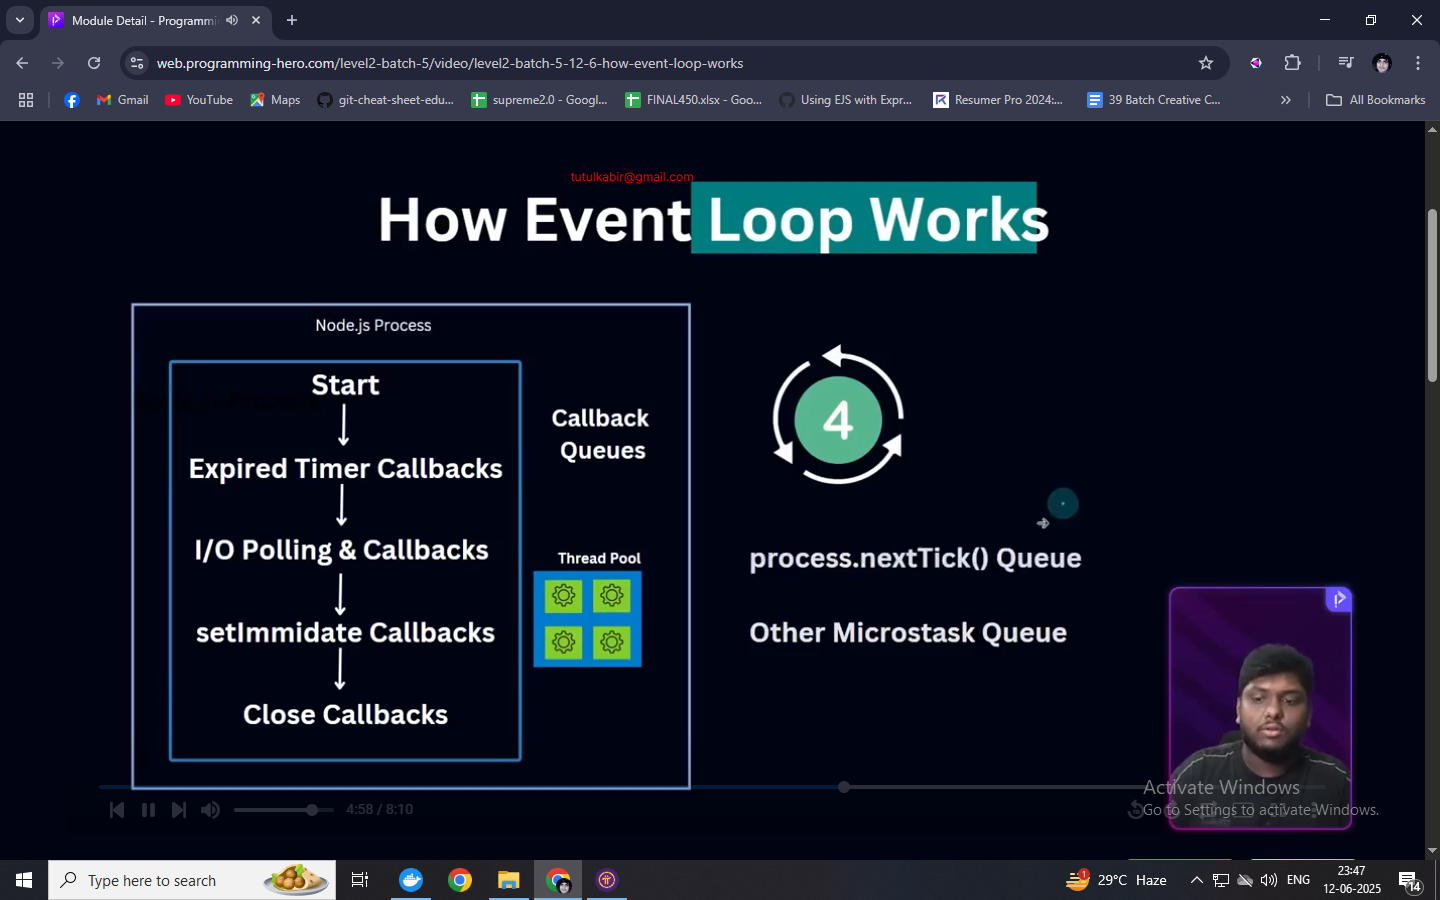 Module Detail - Programmi
web.programming-hero.com/level2-batch-5/video/level2-batch-5-12-6-how-event-loop-works
Gmail
YouTube
Maps
git-cheat-sheet-edu...
supreme2.0 - Googl...
FINAL450.xlsx - Goo...
Using EJS with Expr...
Resumer Pro 2024:...
39 Batch Creative C...
All Bookmarks
tutulkabir@gmail.com
How Event Loop Works
Node.js Process
Start
Expired Timer Callbacks
I/O Polling & Callbacks
setImmidate Callbacks
Close Callbacks
Callback
Queues
Thread Pool
4
process.nextTick() Queue
Other Microstask Queue
4:58 / 8:10
Activate Windows
Go to Settings to activate Windows.
Type here to search
1
29°C Haze
ENG
23:47
12-06-2025
14